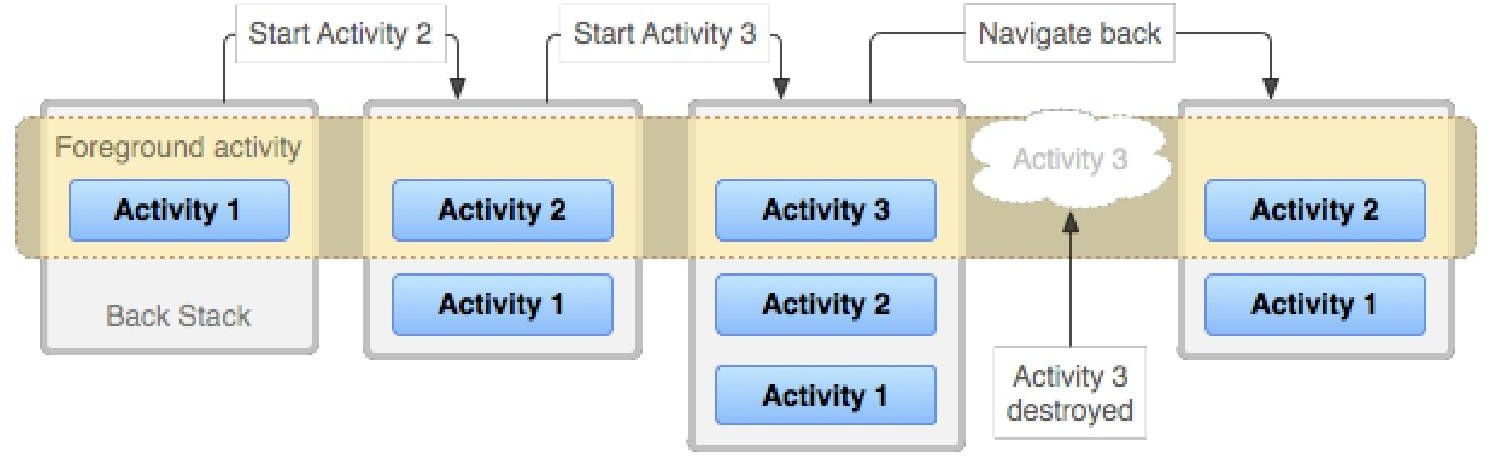 Start Activity 2
Start Activity 3
Navigate back
Foreground activity
Activity 1
Back Stack
Activity 2
Activity 1
Activity 3
Activity 2
Activity 1
Activity 3
Activity 3
destroyed
Activity 2
Activity 1